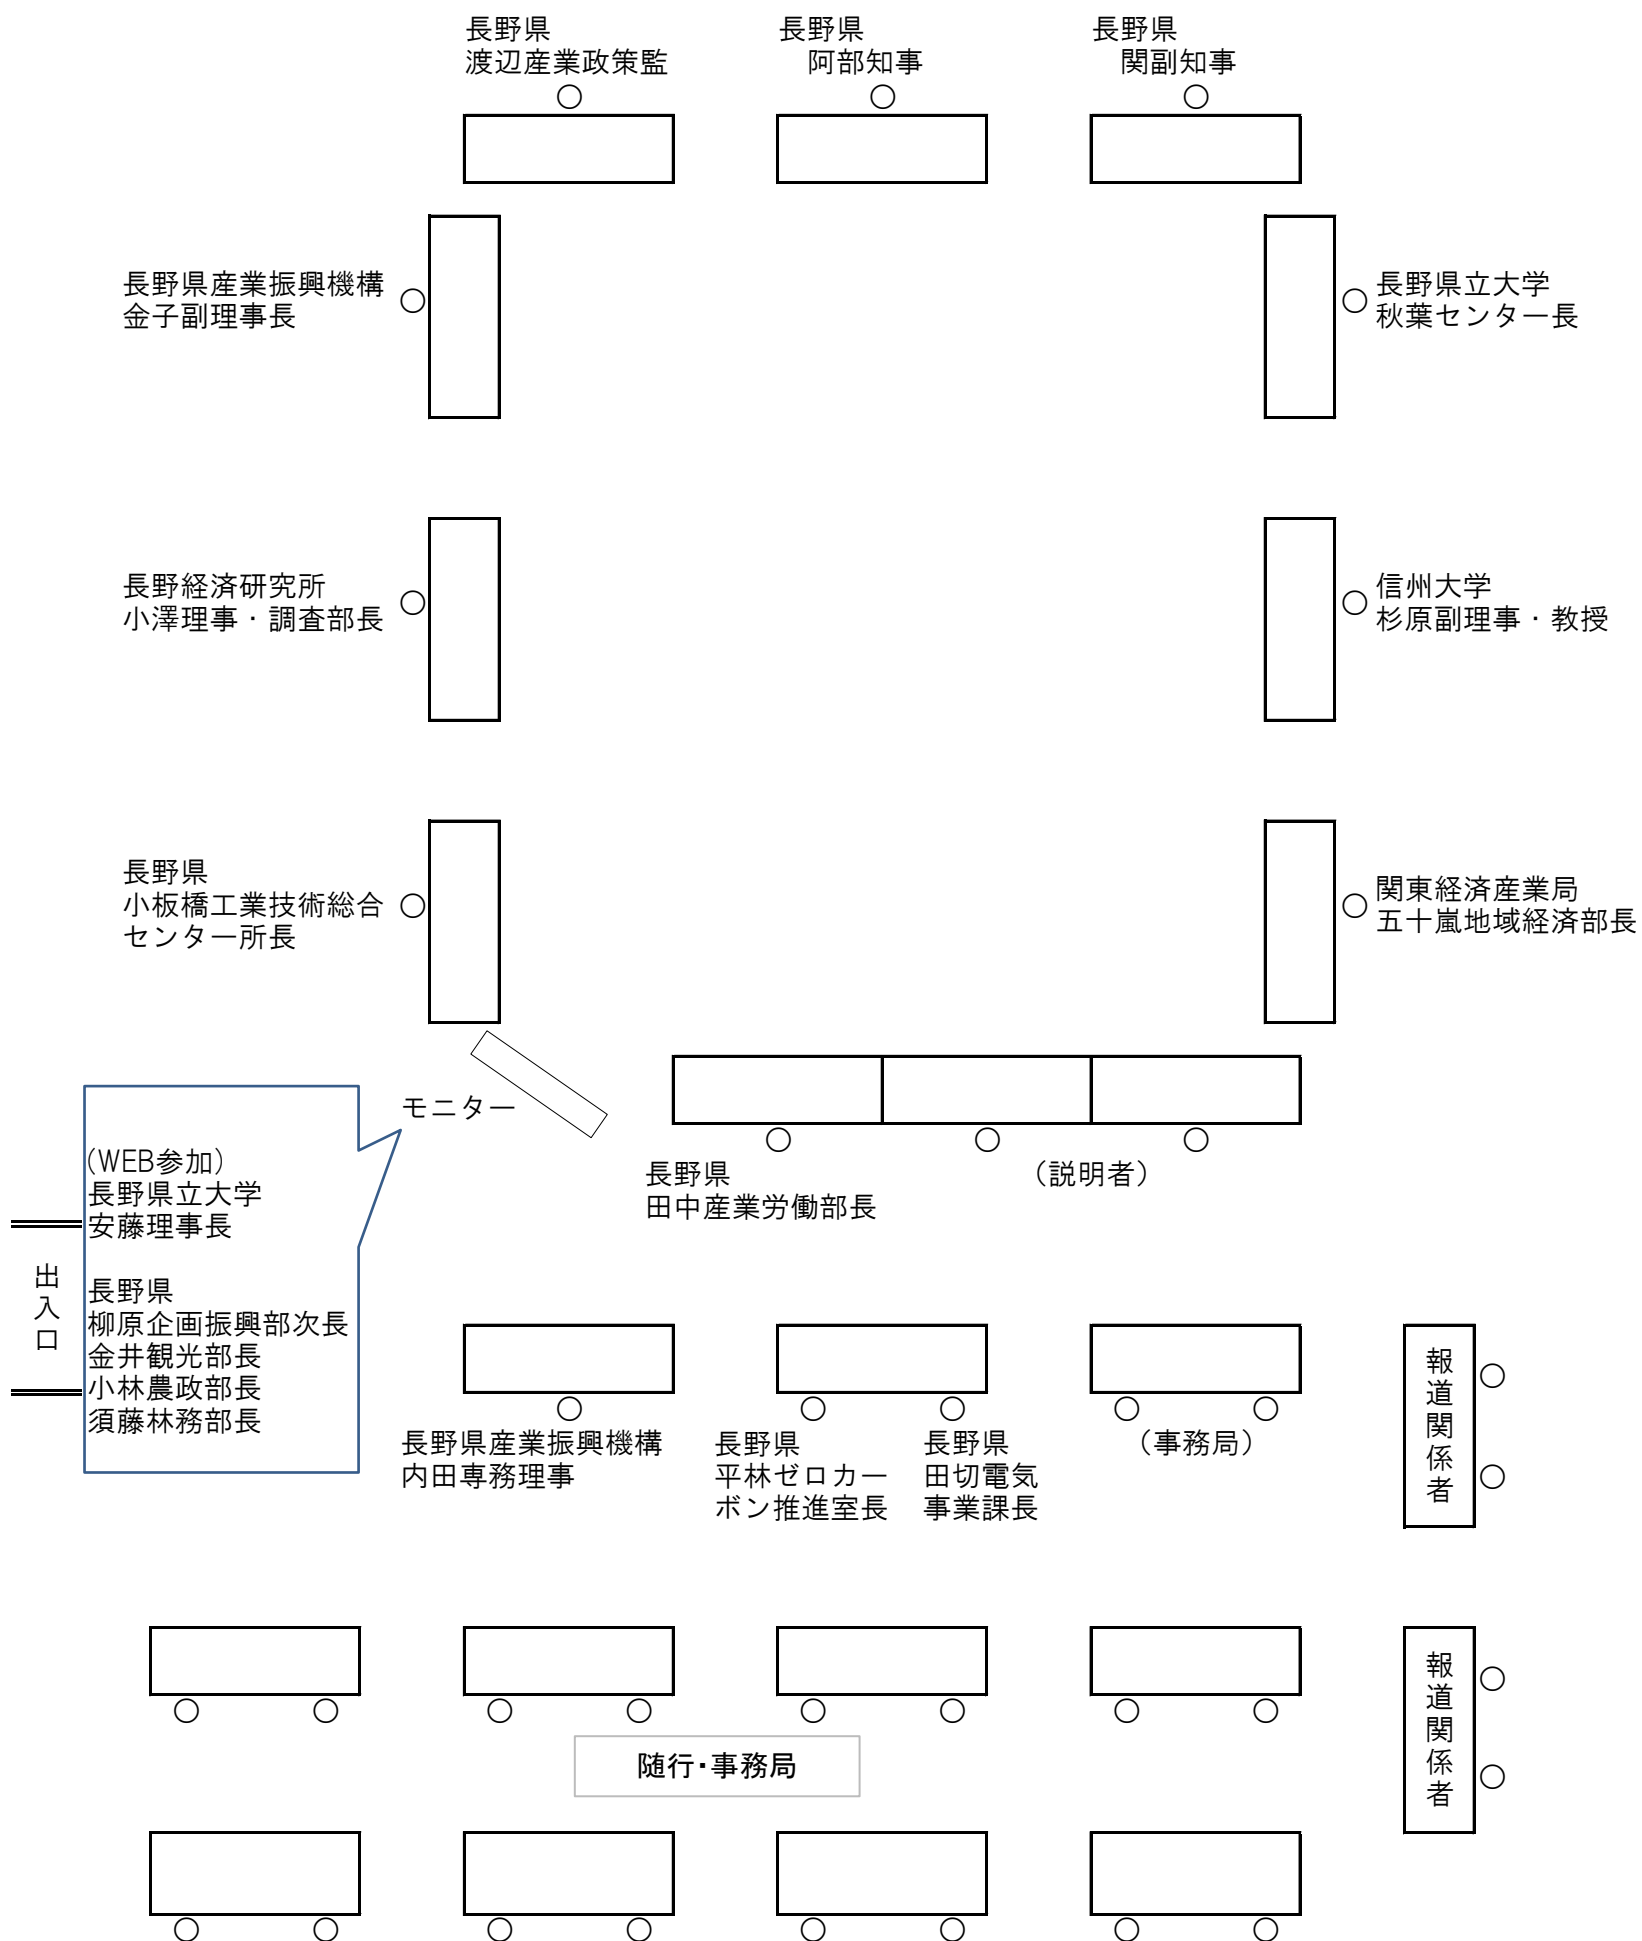 長野県
渡辺産業政策監
長野県
阿部知事
長野県
関副知事
長野県産業振興機構
金子副理事長
長野県立大学
秋葉センター長
長野経済研究所
小澤理事・調査部長
信州大学
杉原副理事・教授
長野県
小板橋工業技術総合
センター所長
関東経済産業局
五十嵐地域経済部長
モニター
(WEB参加)
長野県立大学
安藤理事長
長野県
柳原企画振興部次長
金井観光部長
小林農政部長
須藤林務部長
出入口
長野県
田中産業労働部長
（説明者）
長野県産業振興機構
内田専務理事
長野県
平林ゼロカー
ボン推進室長
長野県
田切電気
事業課長
（事務局）
報道関係者
随行・事務局
報道関係者